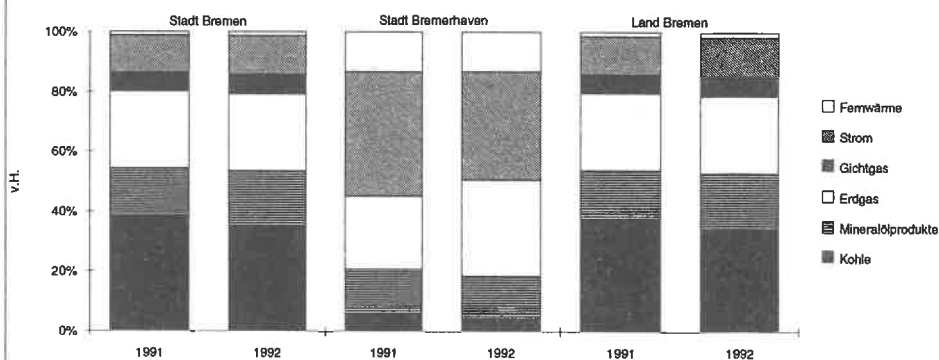 Stadt Bremen Stadt Bremerhaven Land Bremen
100%
80%
60%
40%
20%
0%
v.H.
1991 1992 1991 1992 1991 1992
Fernwärme
Strom
Gichtgas
Erdgas
Mineralölprodukte
Kohle